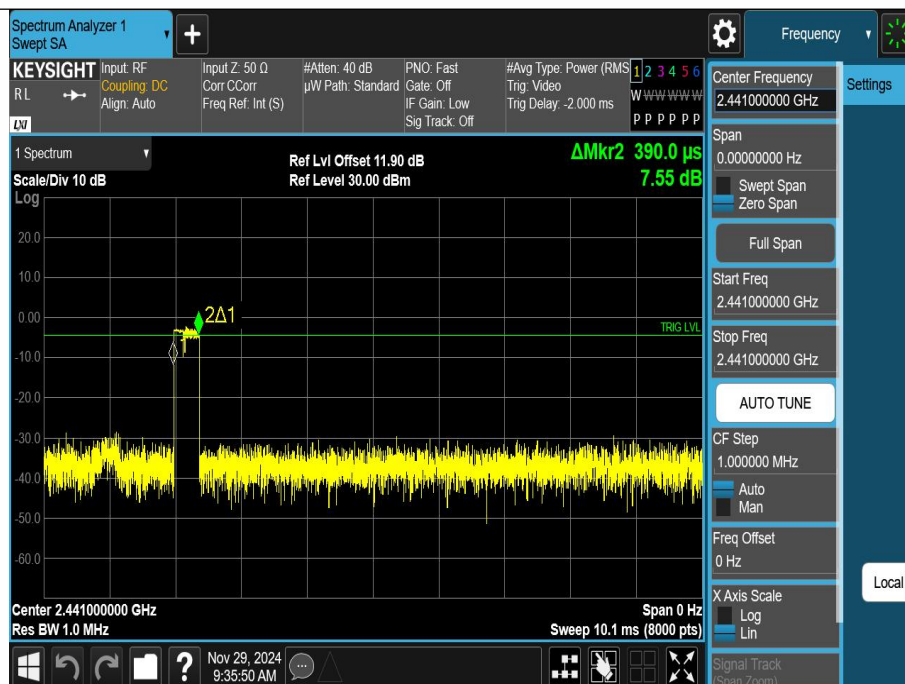 Spectrum Analyzer 1
Swept SA
Frequency
KEYSIGHT
RL
LXI
Input: RF
Coupling: DC
Align: Auto
Input Z: 50 Ω
Corr CCorr
Freq Ref: Int (S)
#Atten: 40 dB
µW Path: Standard
PNO: Fast
Gate: Off
IF Gain: Low
Sig Track: Off
#Avg Type: Power (RMS
Trig: Video
Trig Delay: -2.000 ms
1 2 3 4 5 6
W W W W W W
P P P P P P
1 Spectrum
Scale/Div 10 dB
Log
Ref Lvl Offset 11.90 dB
Ref Level 30.00 dBm
ΔMkr2 390.0 µs
7.55 dB
20.0
10.0
0.00
-10.0
-20.0
-30.0
-40.0
-50.0
-60.0
2Δ1
TRIG LVL
Center 2.441000000 GHz
Res BW 1.0 MHz
Span 0 Hz
Sweep 10.1 ms (8000 pts)
Nov 29, 2024
9:35:50 AM
Center Frequency
2.441000000 GHz
Span
0.00000000 Hz
Swept Span
Zero Span
Full Span
Start Freq
2.441000000 GHz
Stop Freq
2.441000000 GHz
AUTO TUNE
CF Step
1.000000 MHz
Auto
Man
Freq Offset
0 Hz
X Axis Scale
Log
Lin
Signal Track
(Span Zoom)
Settings
Local